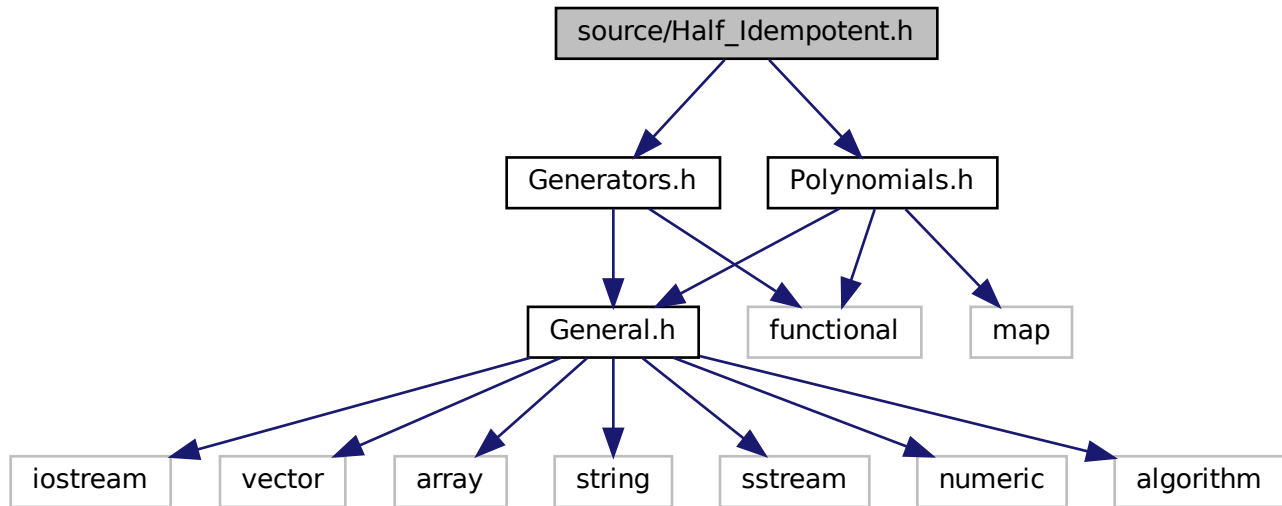 source/Half_Idempotent.h
Generators.h
Polynomials.h
General.h
functional
map
iostream
vector
array
string
sstream
numeric
algorithm